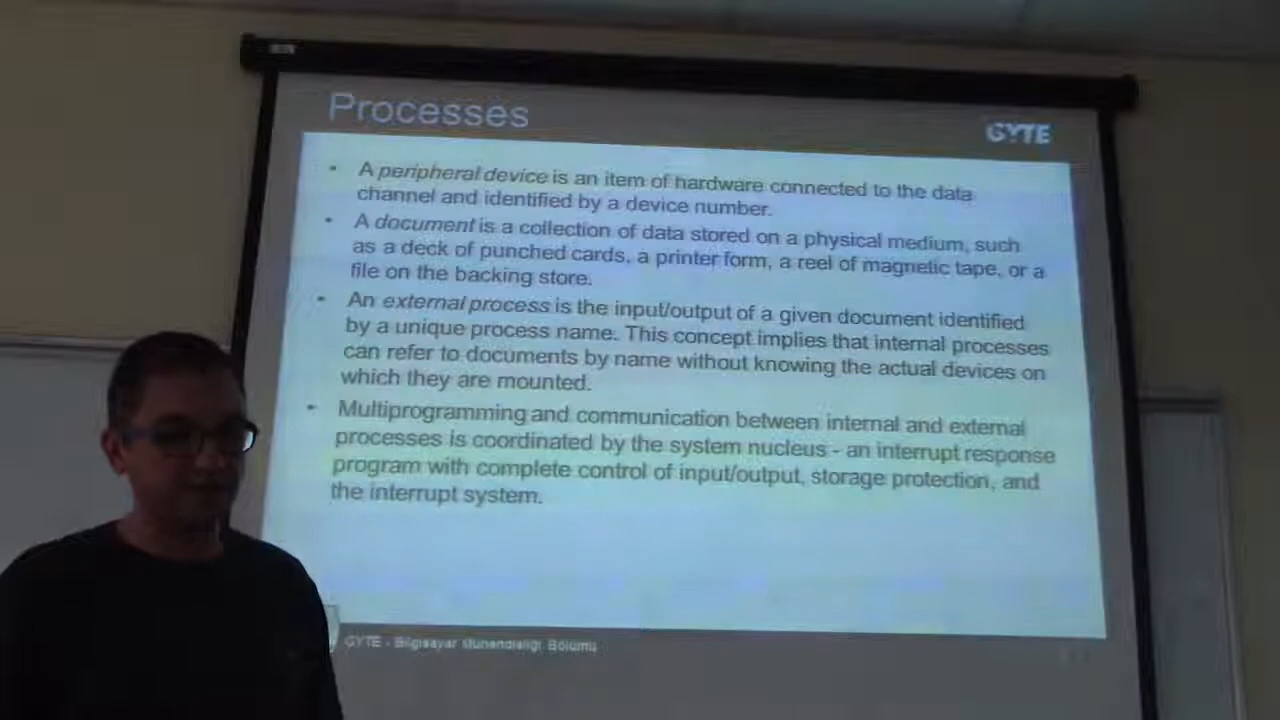 Processes
GYTE
• A peripheral device is an item of hardware connected to the data
channel and identified by a device number.
• A document is a collection of data stored on a physical medium, such
as a deck of punched cards, a printer form, a reel of magnetic tape, or a
file on the backing store.
• An external process is the input/output of a given document identified
by a unique process name. This concept implies that internal processes
can refer to documents by name without knowing the actual devices on
which they are mounted.
• Multiprogramming and communication between internal and external
processes is coordinated by the system nucleus - an interrupt response
program with complete control of input/output, storage protection, and
the interrupt system.
GYTE - Bilgisayar Mühendisliği Bölümü